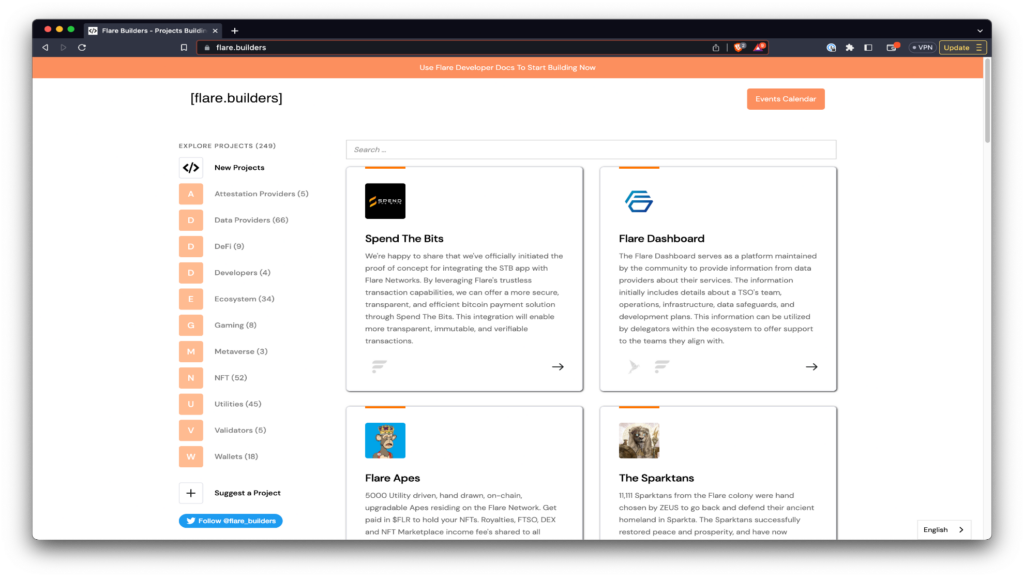 Flare Builders - Projects Buildin
flare.builders
VPN
Update
Use Flare Developer Docs To Start Building Now
[flare.builders]
Events Calendar
EXPLORE PROJECTS (249)
New Projects
A Attestation Providers (5)
D Data Providers (66)
D DeFi (9)
D Developers (4)
E Ecosystem (34)
G Gaming (8)
M Metaverse (3)
N NFT (52)
U Utilities (45)
V Validators (5)
W Wallets (18)
Suggest a Project
Follow @flare_builders
Search ...
SPEND
Spend The Bits
We're happy to share that we've officially initiated the
proof of concept for integrating the STB app with
Flare Networks. By leveraging Flare's trustless
transaction capabilities, we can offer a more secure,
transparent, and efficient bitcoin payment solution
through Spend The Bits. This integration will enable
more transparent, immutable, and verifiable
transactions.
Flare Dashboard
The Flare Dashboard serves as a platform maintained
by the community to provide information from data
providers about their services. The information
initially includes details about a TSO's team,
operations, infrastructure, data safeguards, and
development plans. This information can be utilized
by delegators within the ecosystem to offer support
to the teams they align with.
Flare Apes
5000 Utility driven, hand drawn, on-chain,
upgradable Apes residing on the Flare Network. Get
paid in $FLR to hold your NFTs. Royalties, FTSO, DEX
and NFT Marketplace income fee's shared to all
The Sparktans
11,111 Sparktans from the Flare colony were hand
chosen by ZEUS to go back and defend their ancient
homeland in Sparkta. The Sparktans successfully
restored peace and prosperity, and have now
English